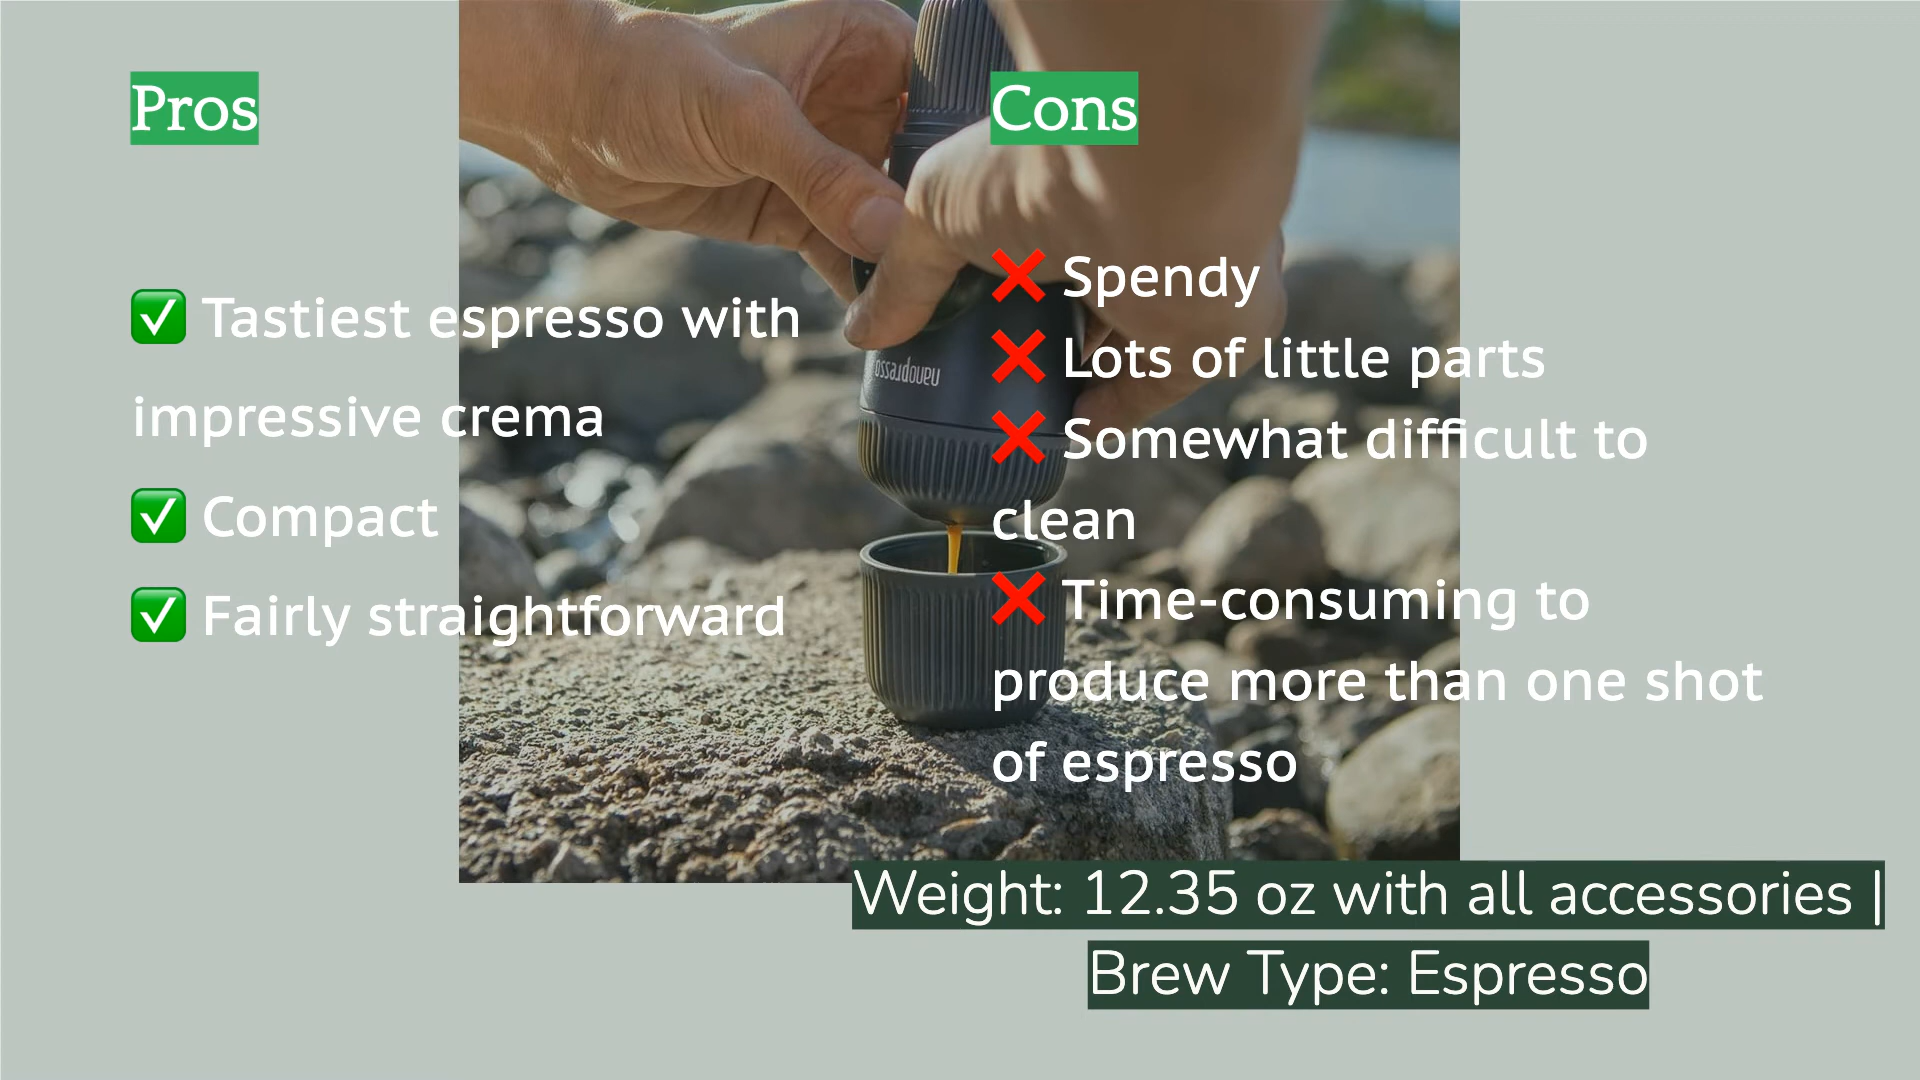 Pros
✅ Tastiest espresso with
impressive crema
✅ Compact
✅ Fairly straightforward
Cons
❌ Spendy
❌ Lots of little parts
❌ Somewhat difficult to
clean
❌ Time-consuming to
produce more than one shot
of espresso
nanopresso
Weight: 12.35 oz with all accessories |
Brew Type: Espresso